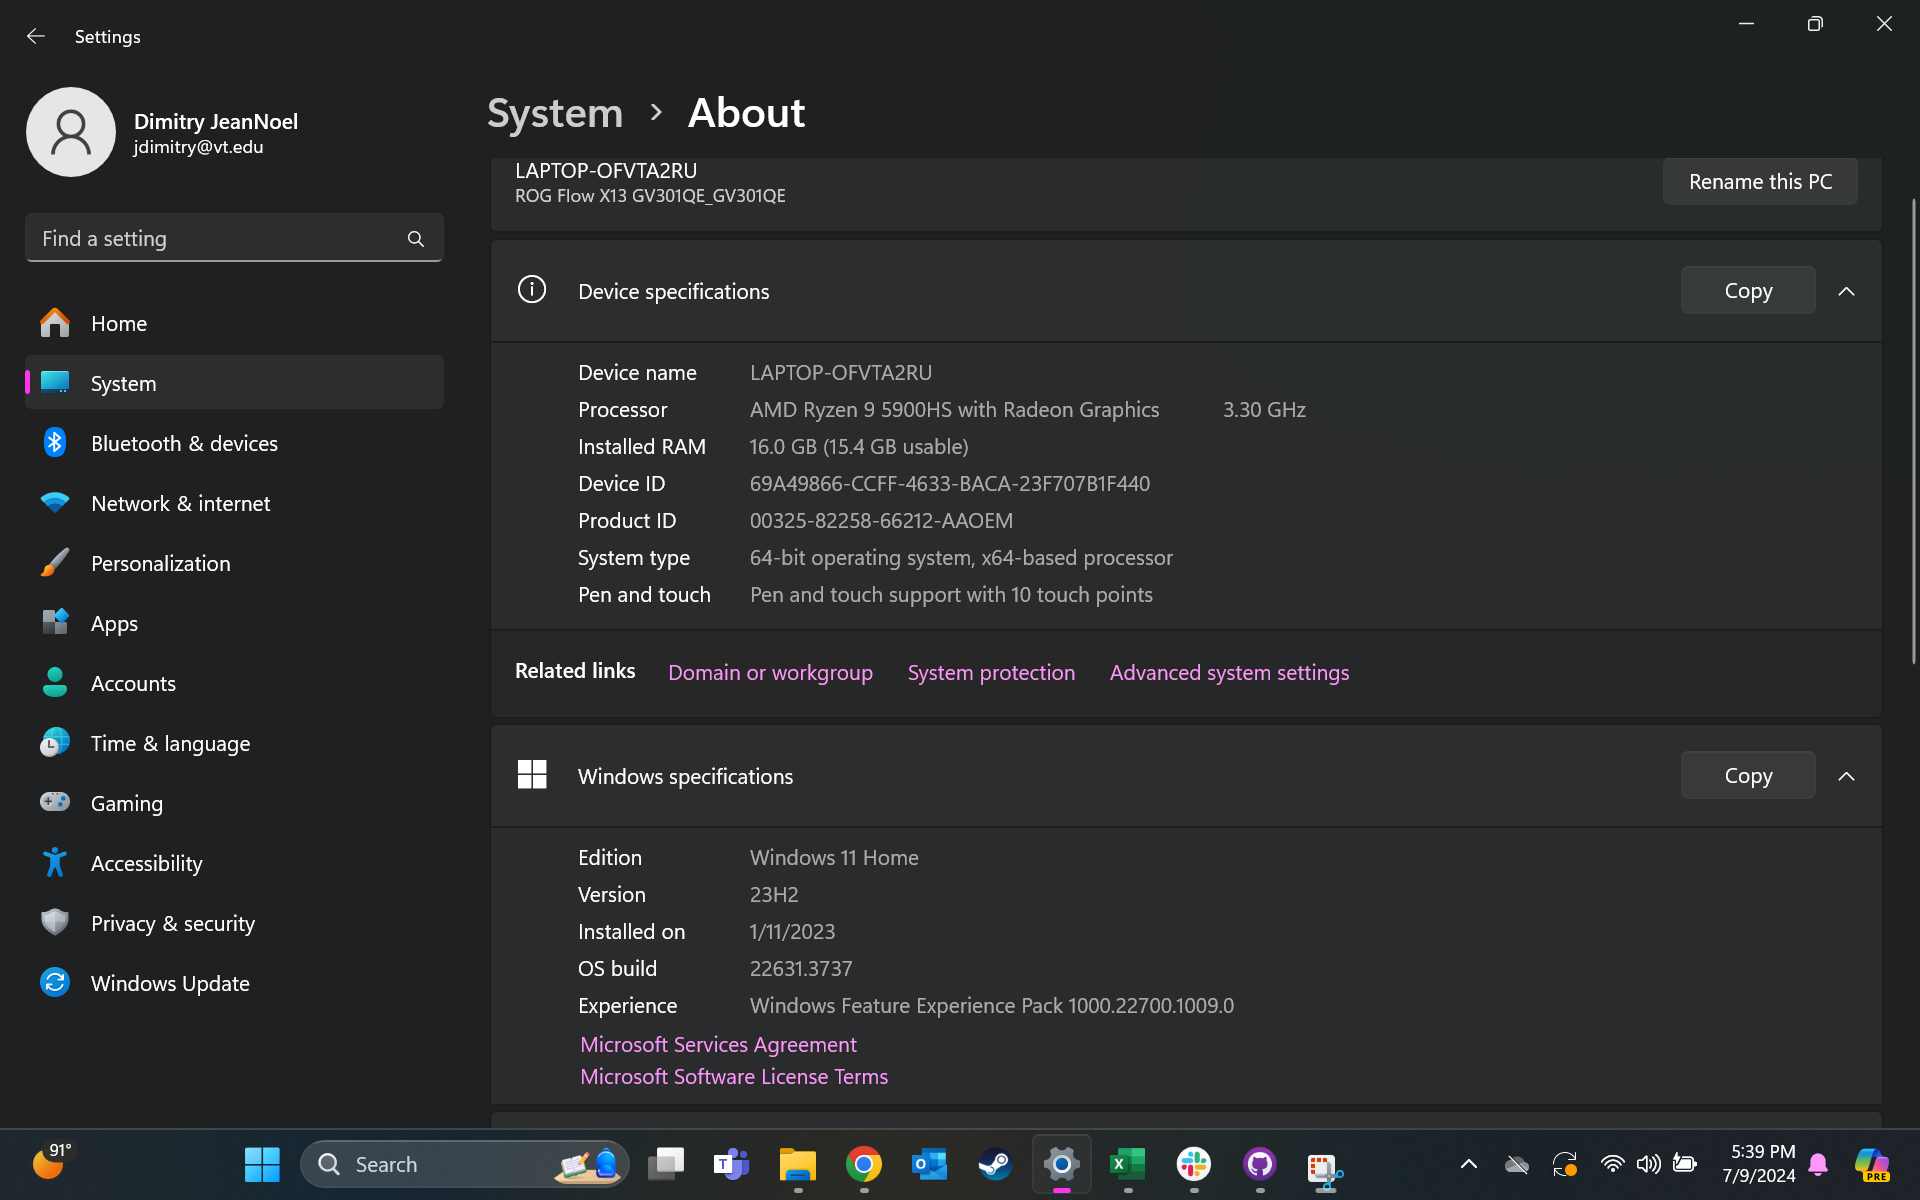 Settings
Dimitry JeanNoel
jdimitry@vt.edu
Find a setting
Home
System
Bluetooth & devices
Network & internet
Personalization
Apps
Accounts
Time & language
Gaming
Accessibility
Privacy & security
Windows Update
System > About
LAPTOP-OFVTA2RU
ROG Flow X13 GV301QE_GV301QE
Rename this PC
Device specifications
Copy
Device name LAPTOP-OFVTA2RU
Processor AMD Ryzen 9 5900HS with Radeon Graphics 3.30 GHz
Installed RAM 16.0 GB (15.4 GB usable)
Device ID 69A49866-CCFF-4633-BACA-23F707B1F440
Product ID 00325-82258-66212-AAOEM
System type 64-bit operating system, x64-based processor
Pen and touch Pen and touch support with 10 touch points
Related links Domain or workgroup System protection Advanced system settings
Windows specifications
Copy
Edition Windows 11 Home
Version 23H2
Installed on 1/11/2023
OS build 22631.3737
Experience Windows Feature Experience Pack 1000.22700.1009.0
Microsoft Services Agreement
Microsoft Software License Terms
91°
Search
5:39 PM
7/9/2024
PRE